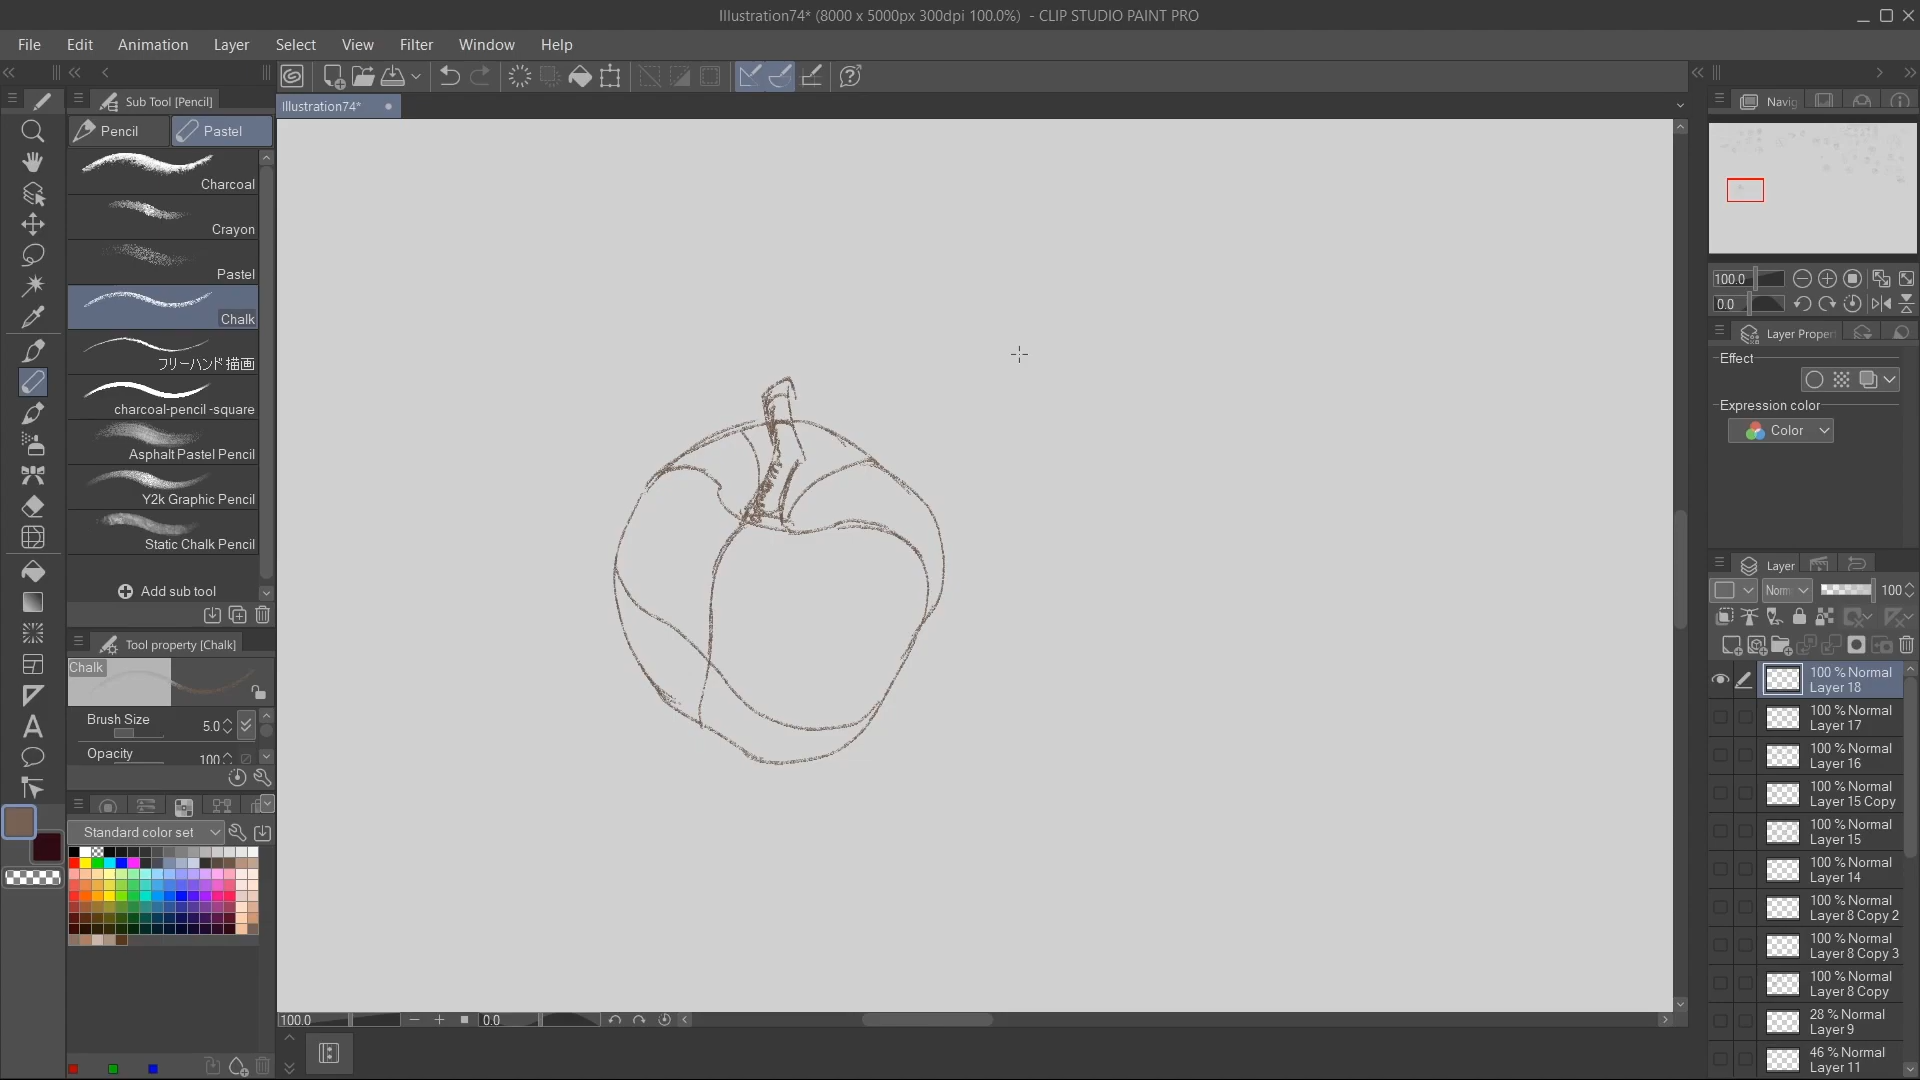 Illustration74* (8000 x 5000px 300dpi 100.0%) - CLIP STUDIO PAINT PRO
File Edit Animation Layer Select View Filter Window Help
Sub Tool [Pencil]
Illustration74*
Navig
Pencil
Pastel
Charcoal
Crayon
Pastel
Chalk
フリーハンド描画
charcoal-pencil -square
Asphalt Pastel Pencil
Y2k Graphic Pencil
Static Chalk Pencil
Add sub tool
Tool property [Chalk]
Chalk
Brush Size 5.0
Opacity 100
Standard color set
100.0 0.0
100.0
0.0
Layer Proper
Effect
Expression color
Color
Layer
Norm 100
100 % Normal
Layer 18
100 % Normal
Layer 17
100 % Normal
Layer 16
100 % Normal
Layer 15 Copy
100 % Normal
Layer 15
100 % Normal
Layer 14
100 % Normal
Layer 8 Copy 2
100 % Normal
Layer 8 Copy 3
100 % Normal
Layer 8 Copy
28 % Normal
Layer 9
46 % Normal
Layer 11